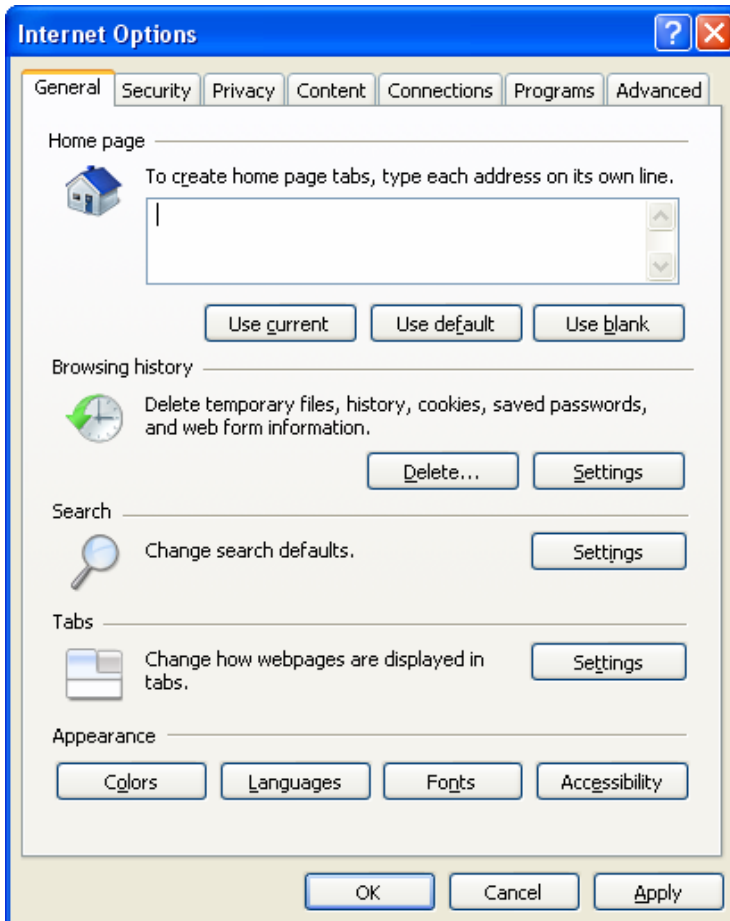 Internet Options
General Security Privacy Content Connections Programs Advanced
Home page
To create home page tabs, type each address on its own line.
Use current Use default Use blank
Browsing history
Delete temporary files, history, cookies, saved passwords,
and web form information.
Delete... Settings
Search
Change search defaults. Settings
Tabs
Change how webpages are displayed in
tabs.
Settings
Appearance
Colors Languages Fonts Accessibility
OK Cancel Apply